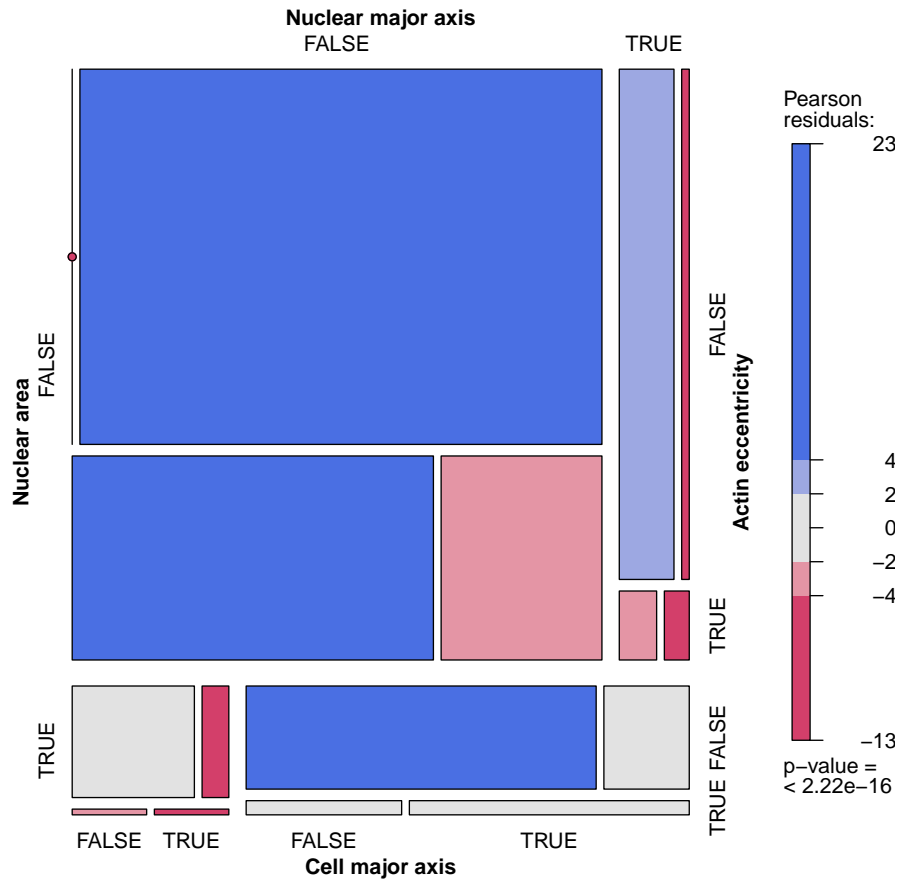 Nuclear major axis
FALSE
TRUE
Pearson
residuals:
23
4
2
0
−2
−4
−13
p−value =
< 2.22e−16
Nuclear area
FALSE
TRUE
Actin eccentricity
FALSE
TRUE
FALSE
TRUE
FALSE
TRUE
FALSE
TRUE
Cell major axis